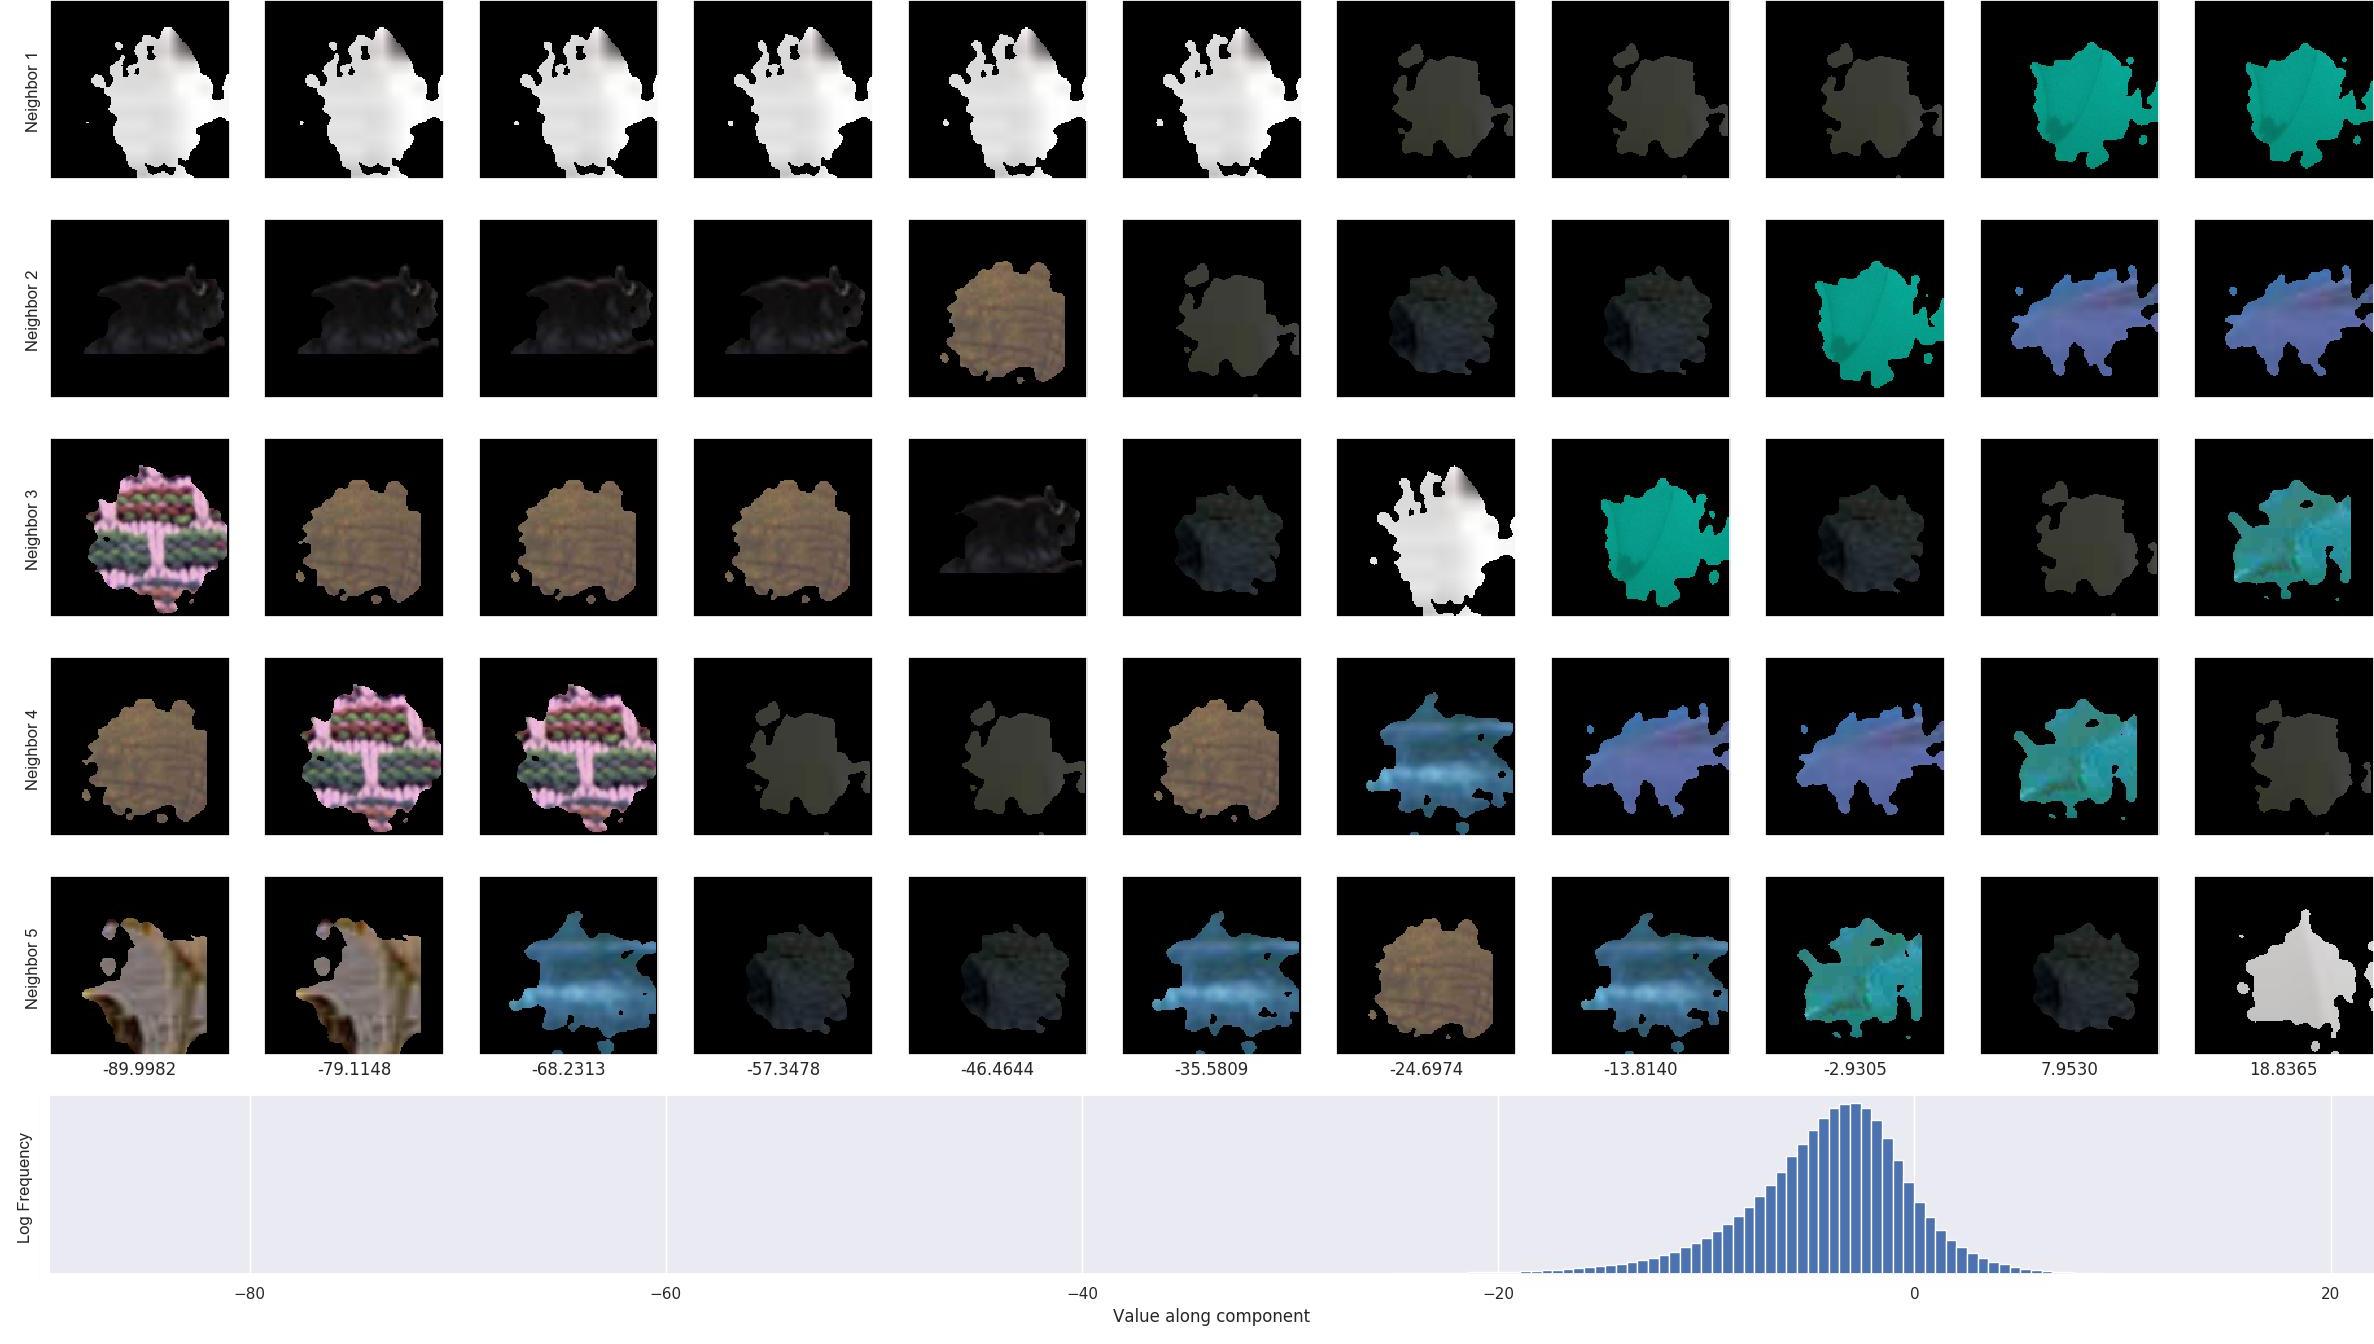 Neighbor 1
Neighbor 2
Neighbor 3
Neighbor 4
Neighbor 5
-89.9982 -79.1148 -68.2313 -57.3478 -46.4644 -35.5809 -24.6974 -13.8140 -2.9305 7.9530 18.8365
Log Frequency
−80 −60 −40 −20 0 20
Value along component